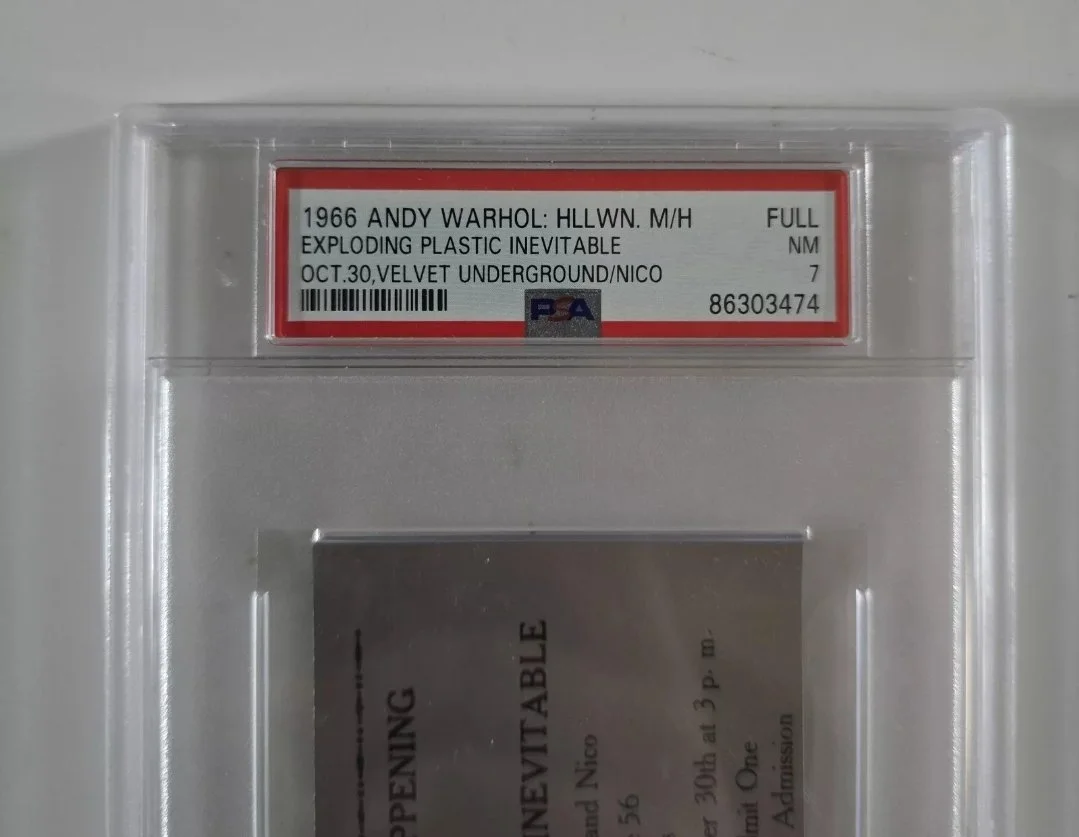 1966 ANDY WARHOL: HLLWN. M/H FULL
EXPLODING PLASTIC INEVITABLE NM
OCT.30,VELVET UNDERGROUND/NICO 7
PSA 86303474
PPENING
INEVITABLE
and Nico
56
er 30th at 3 p. m.
mit One
Admission